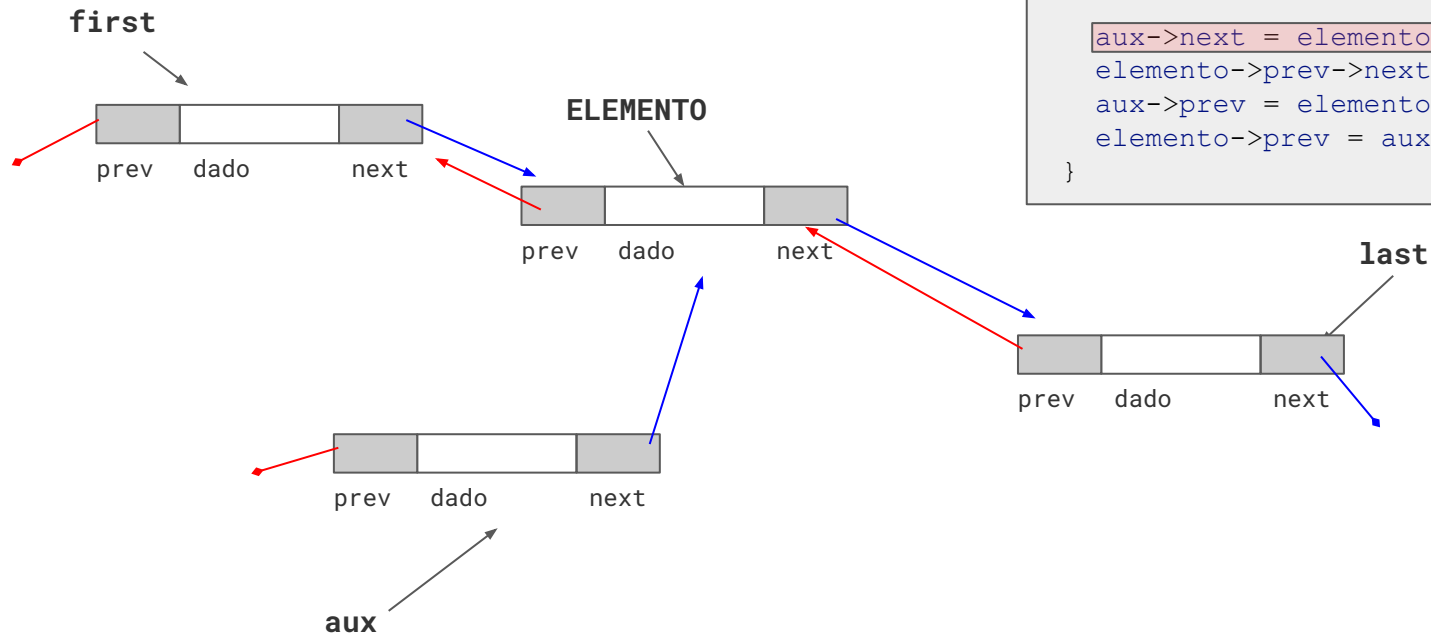 first
aux->next = elemento
elemento->prev->next
aux->prev = elemento
elemento->prev = aux
}
ELEMENTO
prev dado next
prev dado next
last
prev dado next
prev dado next
aux